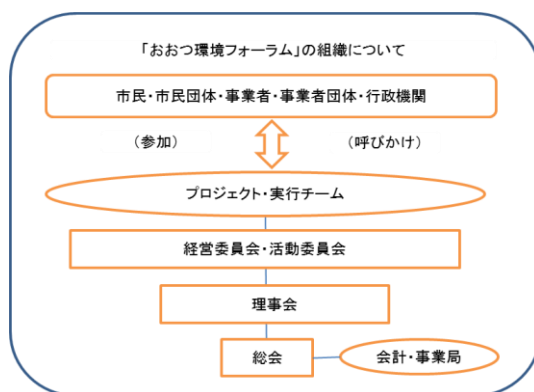 「おおつ環境フォーラム」の組織について
市民・市民団体・事業者・事業者団体・行政機関
（参加）
（呼びかけ）
プロジェクト・実行チーム
経営委員会・活動委員会
理事会
総会
会計・事業局